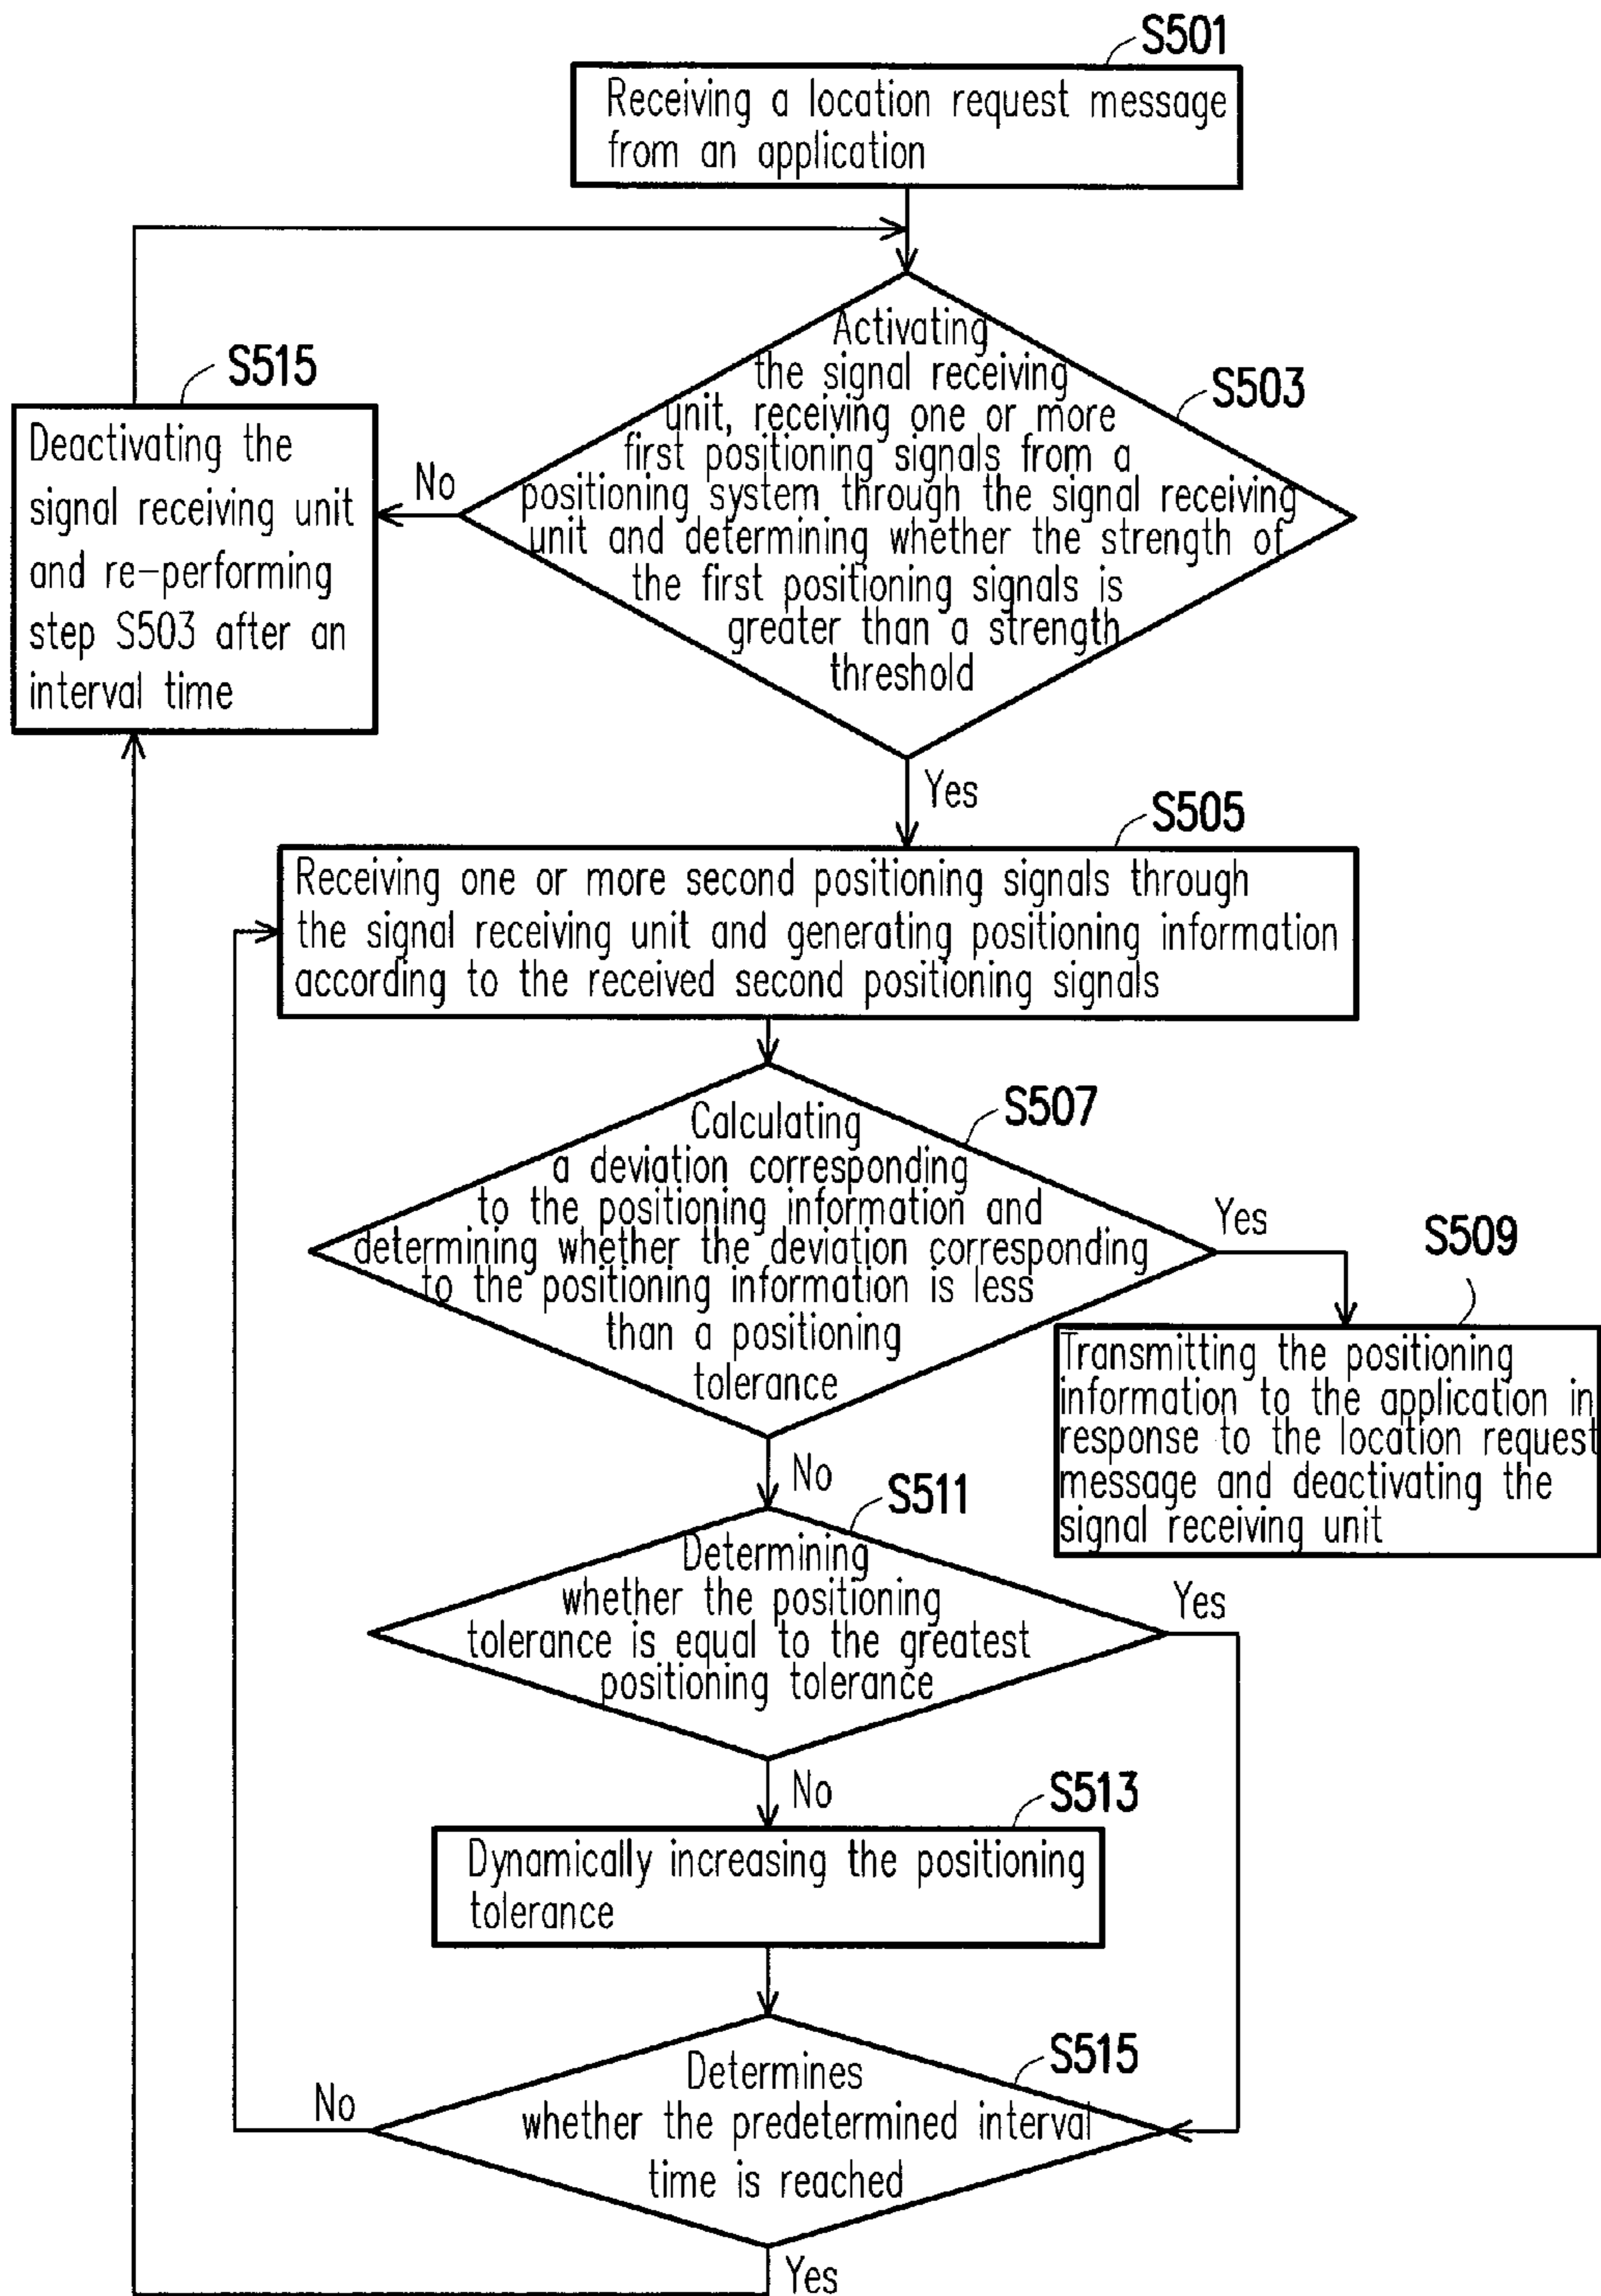 S501
Receiving a location request message
from an application
S503
Activating
the signal receiving
unit, receiving one or more
first positioning signals from a
positioning system through the signal receiving
unit and determining whether the strength of
the first positioning signals is
greater than a strength
threshold
No
S515
Deactivating the
signal receiving unit
and re-performing
step S503 after an
interval time
Yes
S505
Receiving one or more second positioning signals through
the signal receiving unit and generating positioning information
according to the received second positioning signals
S507
Calculating
a deviation corresponding
to the positioning information and
determining whether the deviation corresponding
to the positioning information is less
than a positioning
tolerance
Yes
S509
Transmitting the positioning
information to the application in
response to the location request
message and deactivating the
signal receiving unit
No
S511
Determining
whether the positioning
tolerance is equal to the greatest
positioning tolerance
Yes
No
S513
Dynamically increasing the positioning
tolerance
S515
Determines
whether the predetermined interval
time is reached
No
Yes